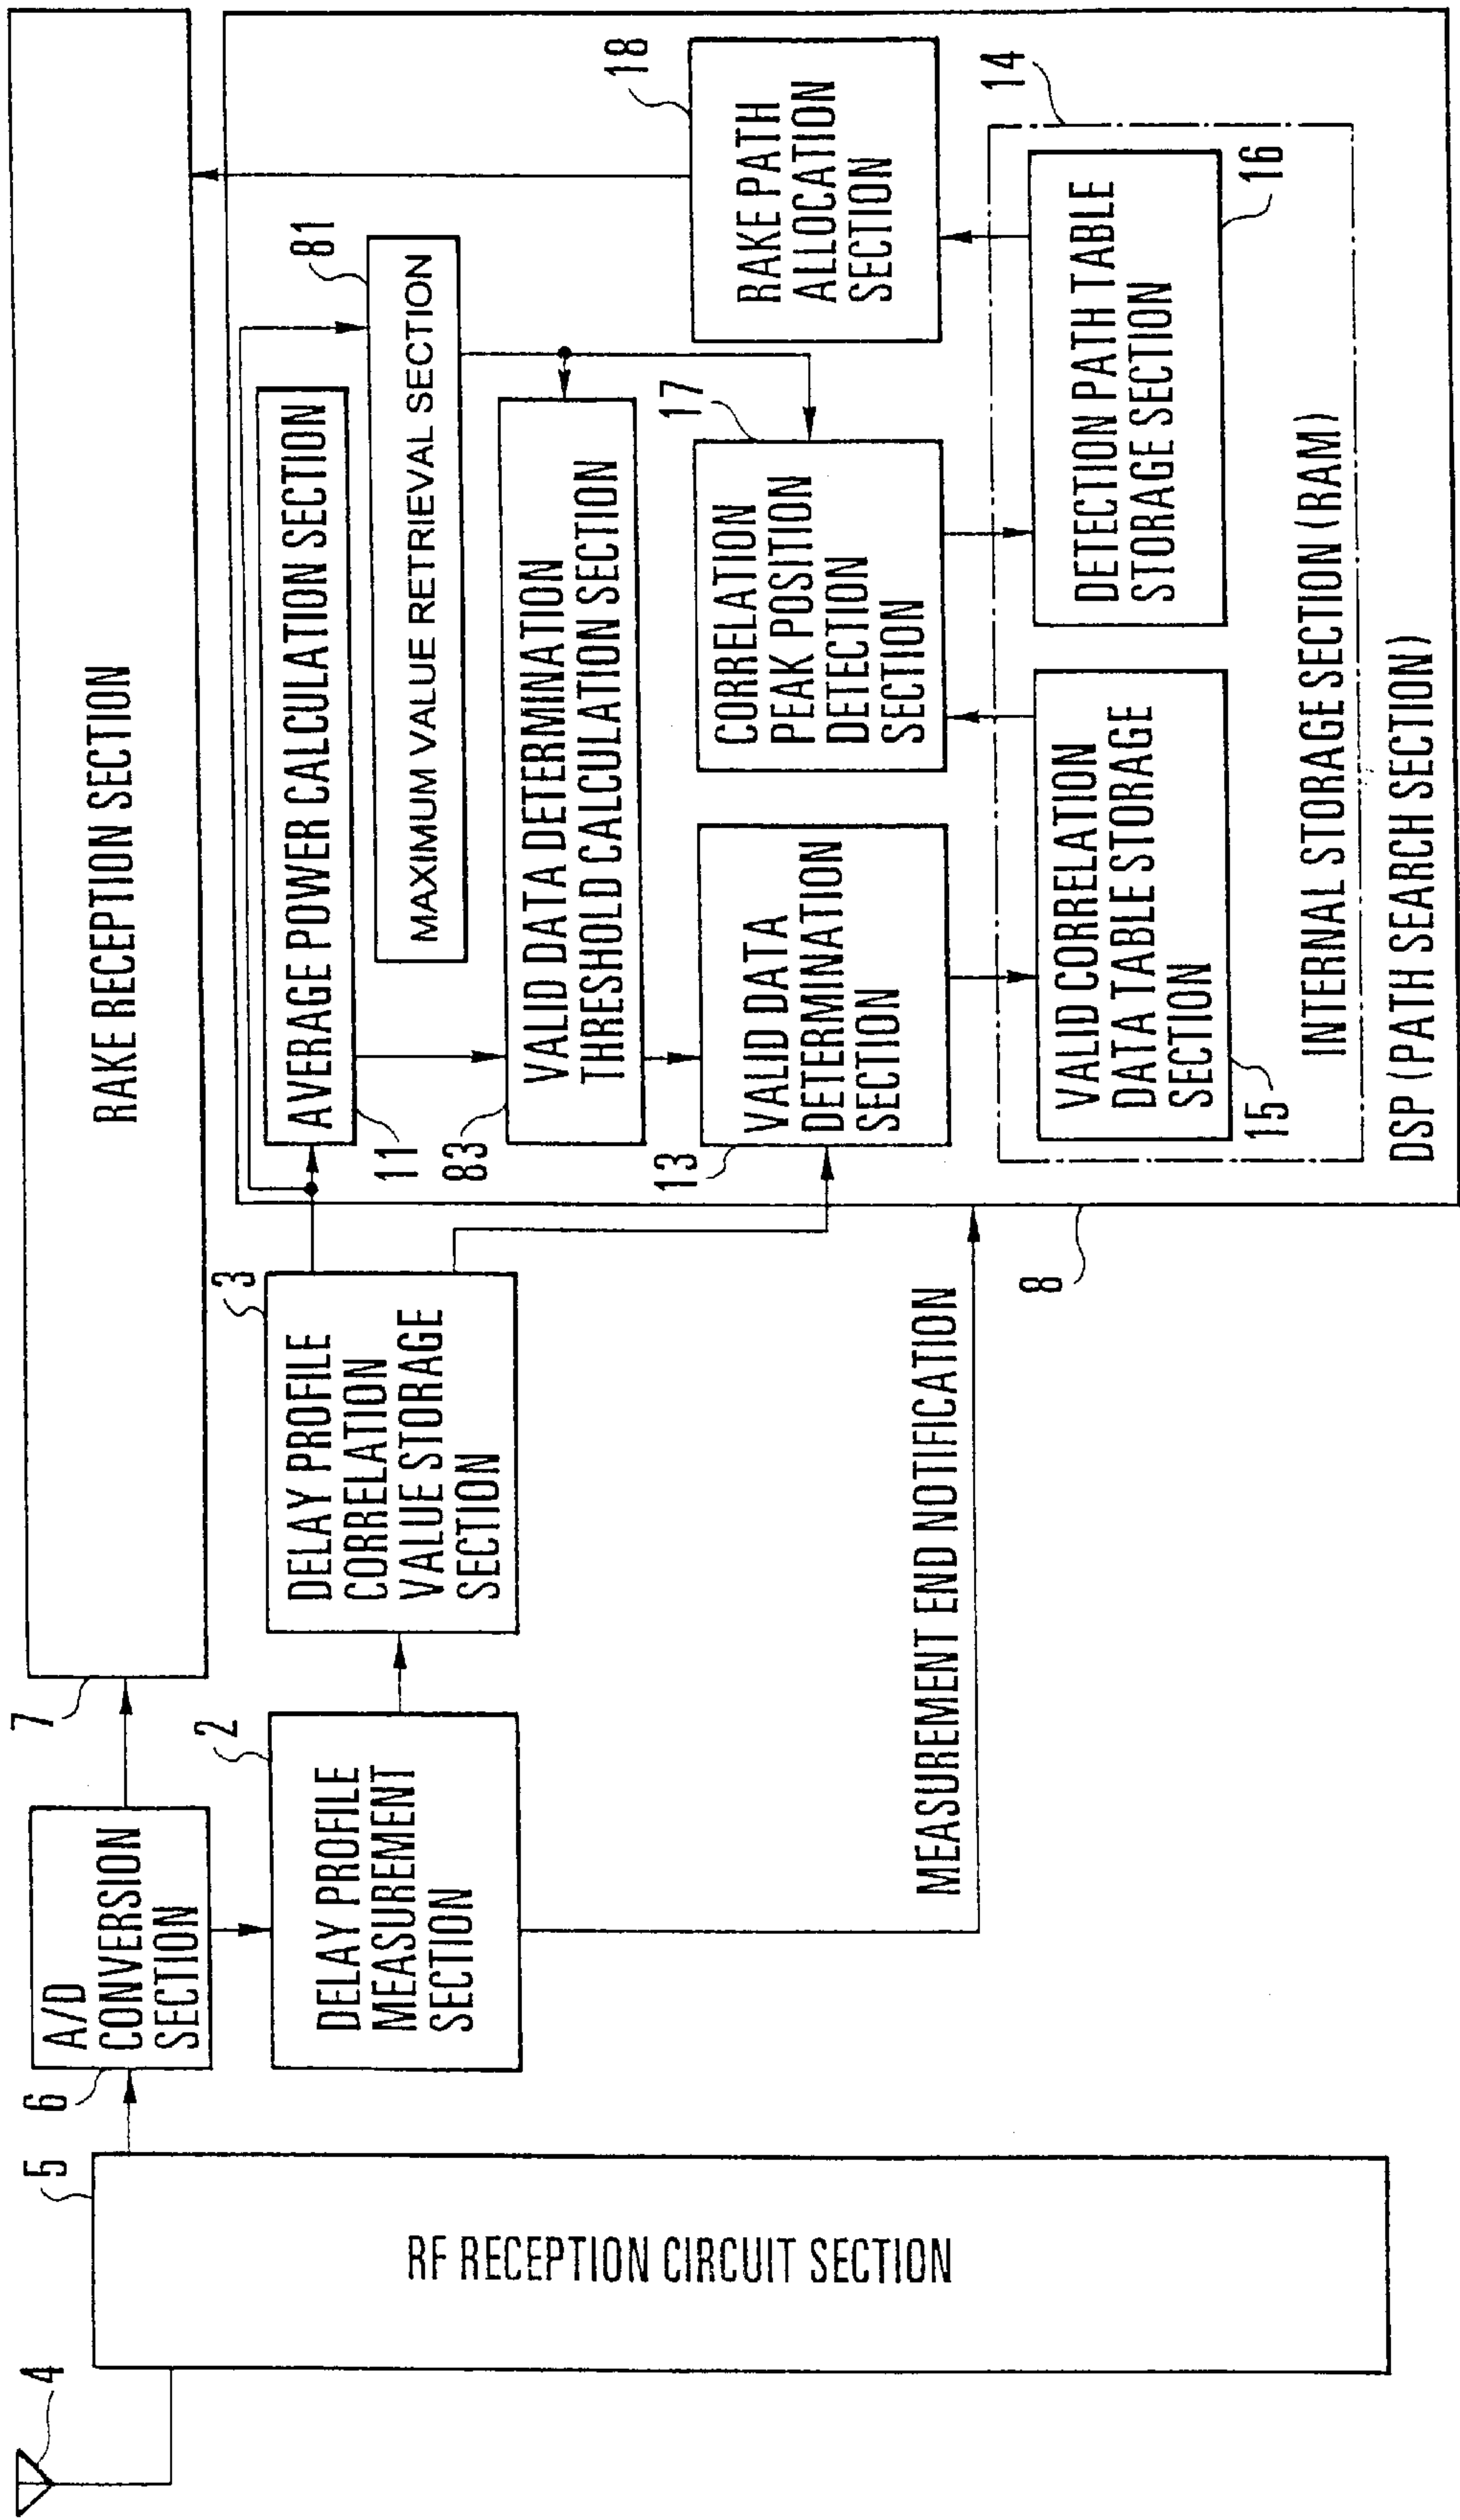 4
5
RF RECEPTION CIRCUIT SECTION
6
A/D
CONVERSION
SECTION
7
RAKE RECEPTION SECTION
2
DELAY PROFILE
MEASUREMENT
SECTION
3
DELAY PROFILE
CORRELATION
VALUE STORAGE
SECTION
MEASUREMENT END NOTIFICATION
8
11
AVERAGE POWER CALCULATION SECTION
81
MAXIMUM VALUE RETRIEVAL SECTION
83
VALID DATA DETERMINATION
THRESHOLD CALCULATION SECTION
13
VALID DATA
DETERMINATION
SECTION
17
CORRELATION
PEAK POSITION
DETECTION
SECTION
18
RAKE PATH
ALLOCATION
SECTION
14
15
VALID CORRELATION
DATA TABLE STORAGE
SECTION
16
DETECTION PATH TABLE
STORAGE SECTION
INTERNAL STORAGE SECTION (RAM)
DSP (PATH SEARCH SECTION)